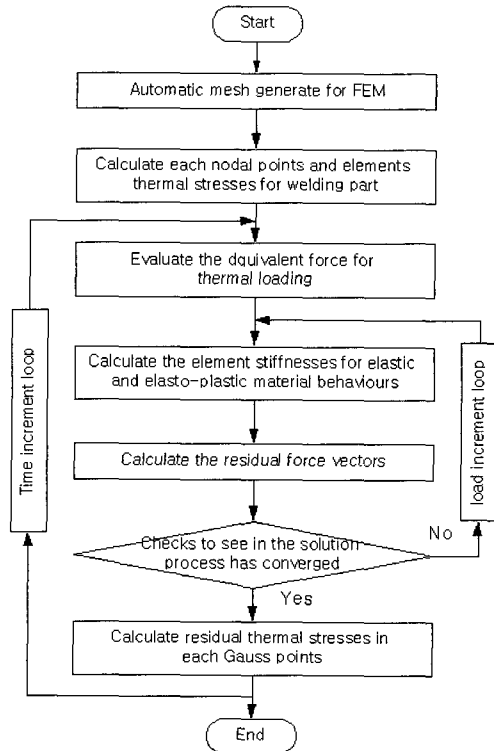 Start
Automatic mesh generate for FEM
Calculate each nodal points and elements
thermal stresses for welding part
Evaluate the dquivalent force for
thermal loading
Calculate the element stiffnesses for elastic
and elasto-plastic material behaviours
Calculate the residual force vectors
Checks to see in the solution
process has converged
No
Yes
Calculate residual thermal stresses in
each Gauss points
End
Time increment loop
load increment loop